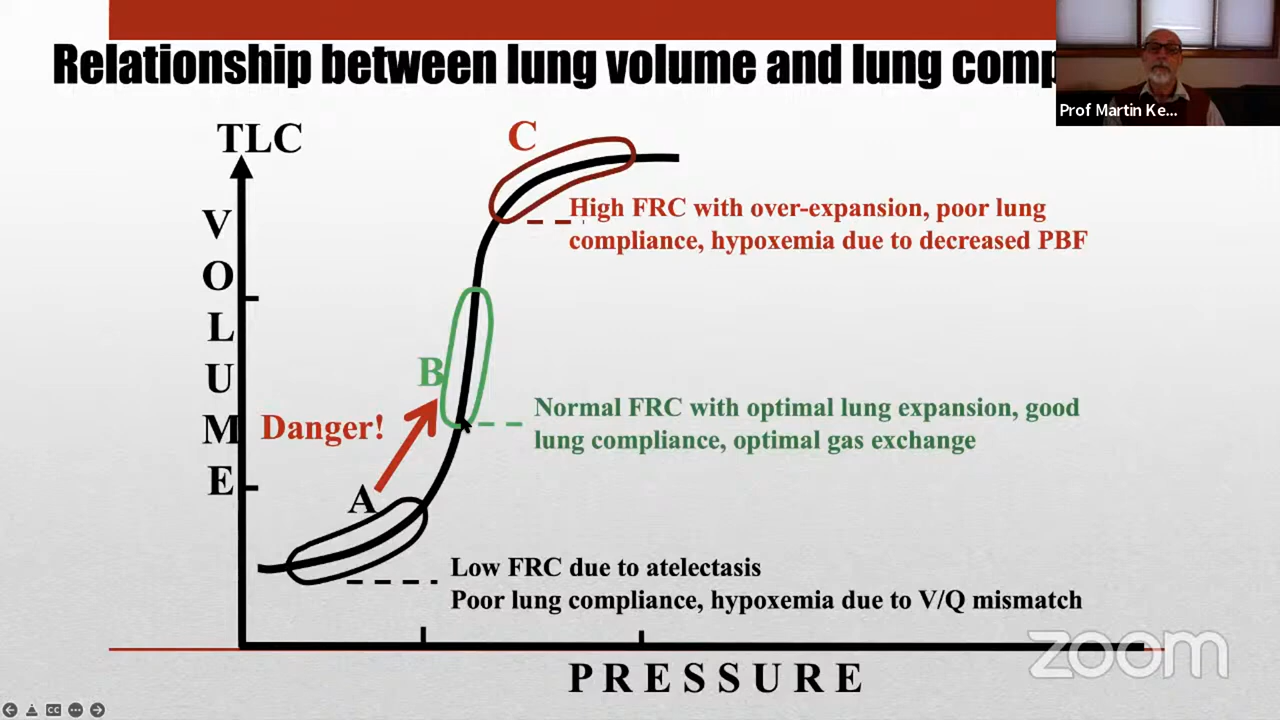 Relationship between lung volume and lung comp
Prof Martin Ke...
TLC
C
VOLUME
High FRC with over-expansion, poor lung
compliance, hypoxemia due to decreased PBF
B
Danger!
Normal FRC with optimal lung expansion, good
lung compliance, optimal gas exchange
A
Low FRC due to atelectasis
Poor lung compliance, hypoxemia due to V/Q mismatch
PRESSURE
zoom
CC